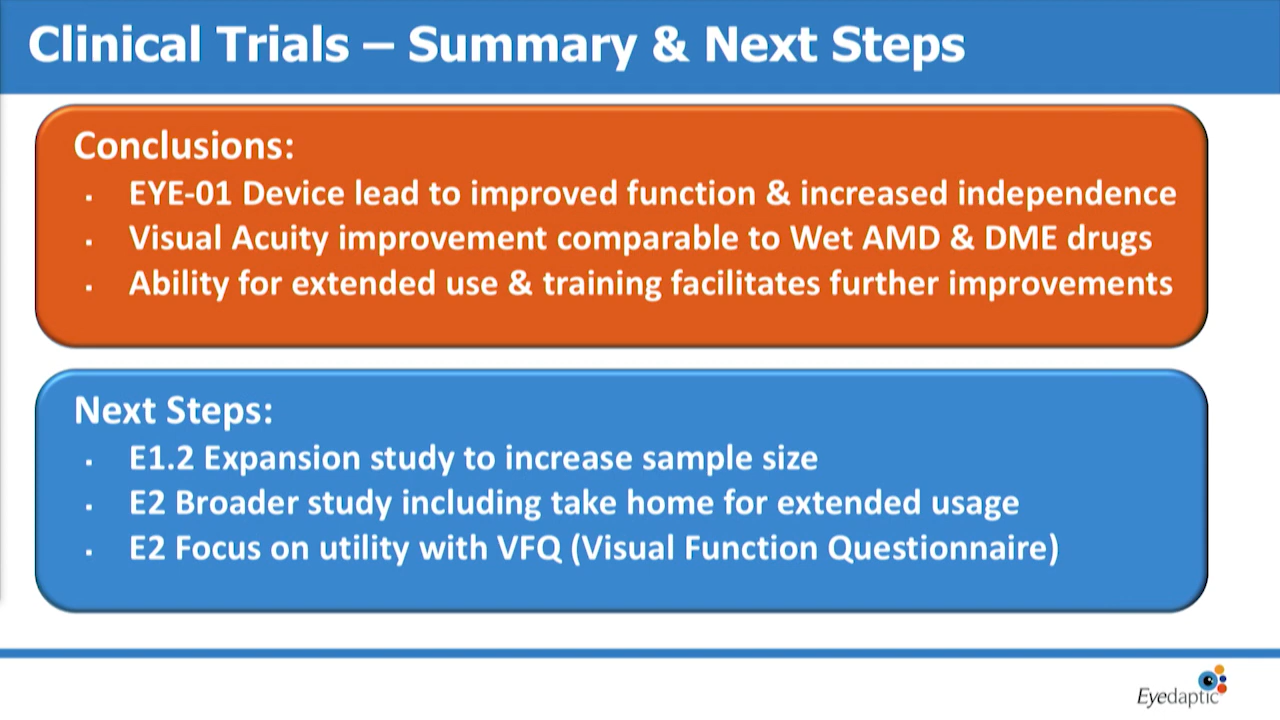 Clinical Trials – Summary & Next Steps
Conclusions:
▪ EYE-01 Device lead to improved function & increased independence
▪ Visual Acuity improvement comparable to Wet AMD & DME drugs
▪ Ability for extended use & training facilitates further improvements
Next Steps:
▪ E1.2 Expansion study to increase sample size
▪ E2 Broader study including take home for extended usage
▪ E2 Focus on utility with VFQ (Visual Function Questionnaire)
Eyedaptic